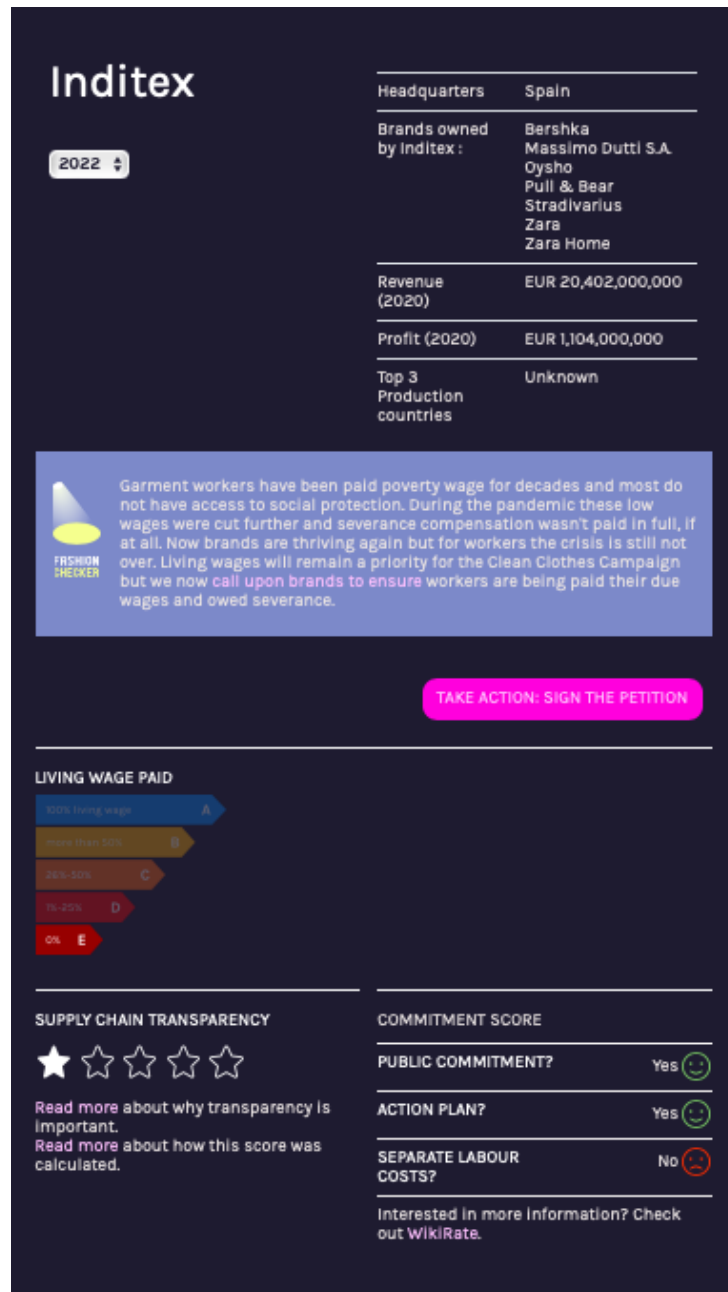 Inditex
2022
Headquarters Spain
Brands owned Bershka
by Inditex : Massimo Dutti S.A.
Oysho
Pull & Bear
Stradivarius
Zara
Zara Home
Revenue EUR 20,402,000,000
(2020)
Profit (2020) EUR 1,104,000,000
Top 3 Unknown
Production
countries
Garment workers have been paid poverty wage for decades and most do
not have access to social protection. During the pandemic these low
wages were cut further and severance compensation wasn't paid in full, if
at all. Now brands are thriving again but for workers the crisis is still not
over. Living wages will remain a priority for the Clean Clothes Campaign
but we now call upon brands to ensure workers are being paid their due
wages and owed severance.
FASHION
CHECKER
TAKE ACTION: SIGN THE PETITION
LIVING WAGE PAID
100% living wage A
more than 50% B
26%-50% C
1%-25% D
0% E
SUPPLY CHAIN TRANSPARENCY
Read more about why transparency is
important.
Read more about how this score was
calculated.
COMMITMENT SCORE
PUBLIC COMMITMENT? Yes
ACTION PLAN? Yes
SEPARATE LABOUR No
COSTS?
Interested in more information? Check
out WikiRate.